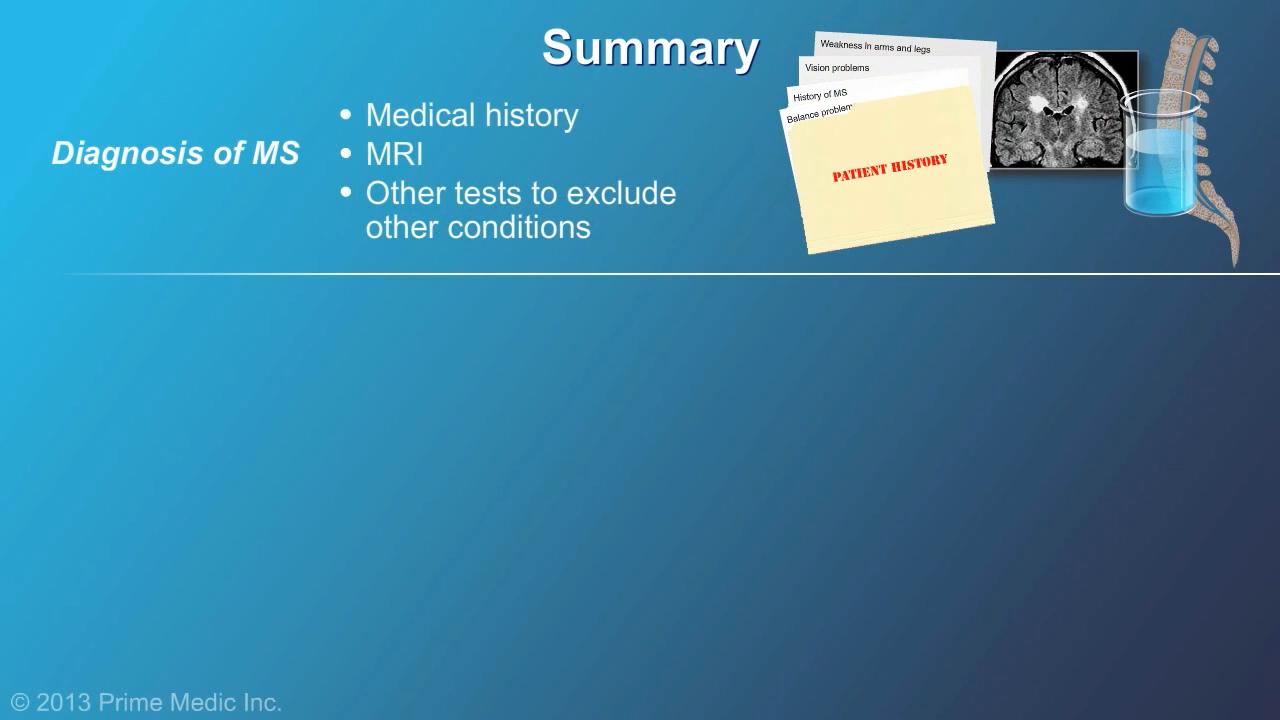 Summary
Diagnosis of MS
• Medical history
• MRI
• Other tests to exclude
other conditions
Weakness in arms and legs
Vision problems
History of MS
Balance problem
PATIENT HISTORY
© 2013 Prime Medic Inc.